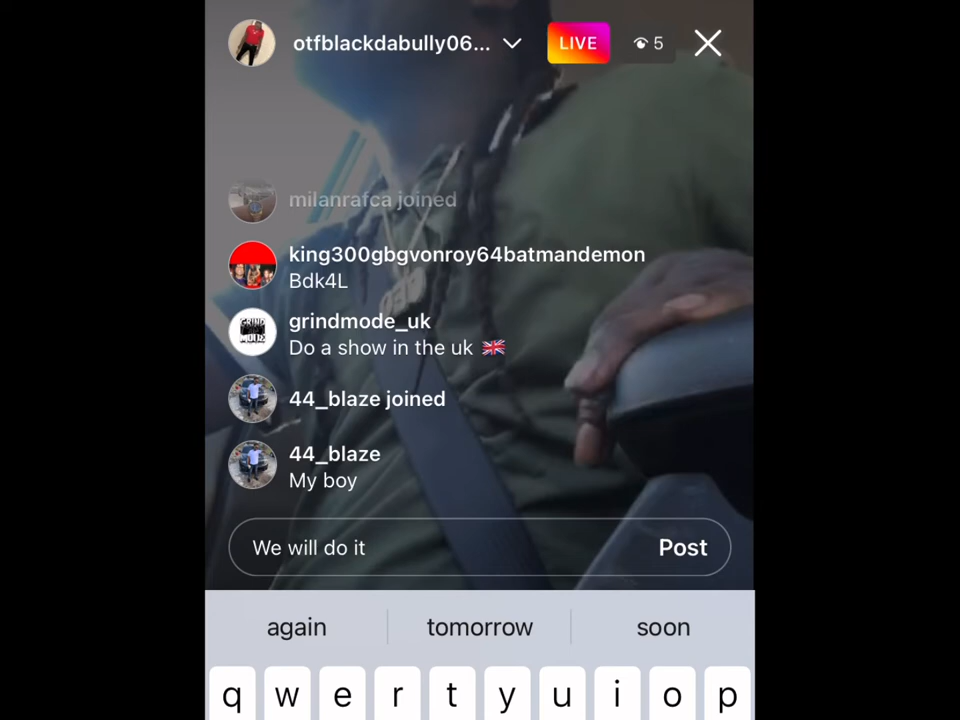 otfblackdabully06...
LIVE
5
milanrafca joined
king300gbgvonroy64batmandemon
Bdk4L
grindmode_uk
Do a show in the uk 🇬🇧
44_blaze joined
44_blaze
My boy
We will do it
Post
again tomorrow soon
q w e r t y u i o p